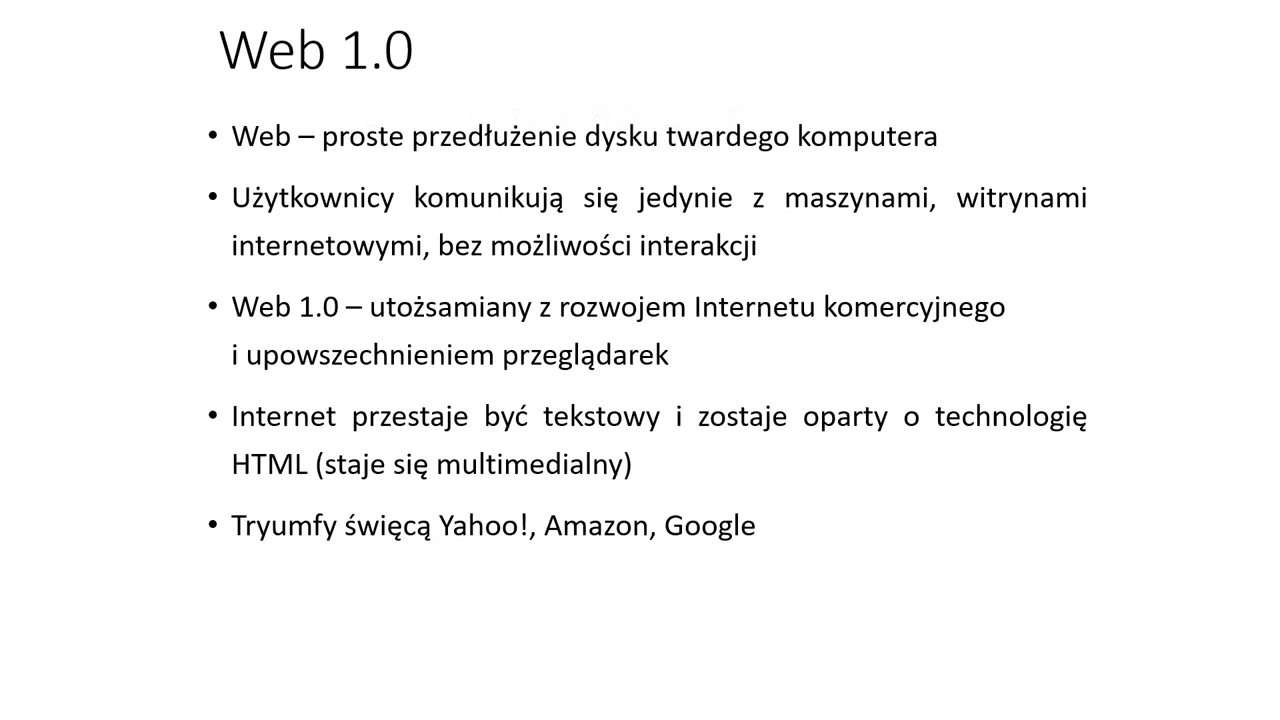 Web 1.0
• Web – proste przedłużenie dysku twardego komputera
• Użytkownicy komunikują się jedynie z maszynami, witrynami
internetowymi, bez możliwości interakcji
• Web 1.0 – utożsamiany z rozwojem Internetu komercyjnego
i upowszechnieniem przeglądarek
• Internet przestaje być tekstowy i zostaje oparty o technologię
HTML (staje się multimedialny)
• Tryumfy święcą Yahoo!, Amazon, Google